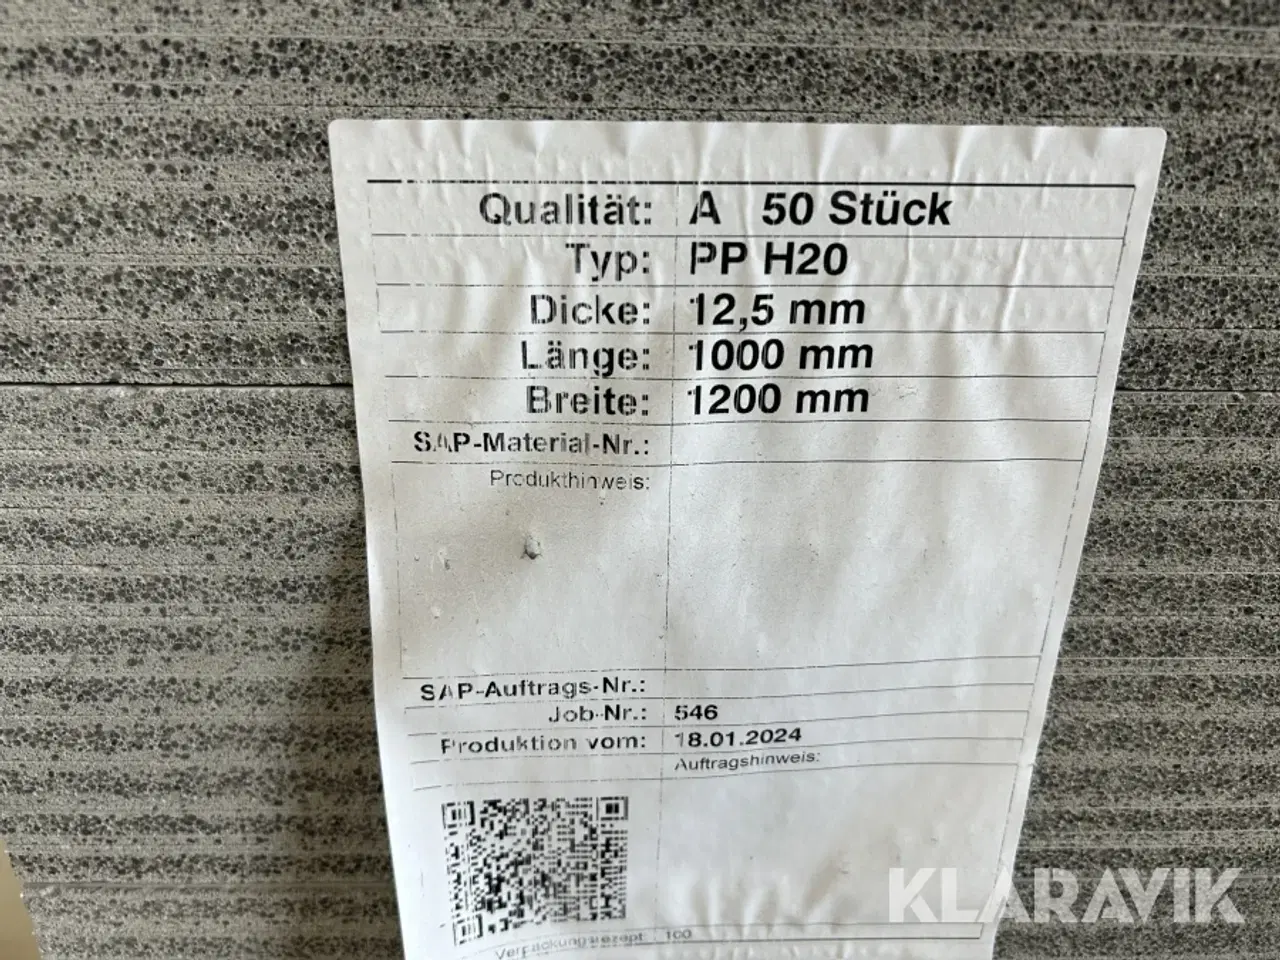 Qualität: A 50 Stück
Typ: PP H20
Dicke: 12,5 mm
Länge: 1000 mm
Breite: 1200 mm
SAP-Material-Nr.:
Produkthinweis:
SAP-Auftrags-Nr.:
Job-Nr.: 546
Produktion vom: 18.01.2024
Auftragshinweis:
Verpackungsrezept: 100
KLARAVIK